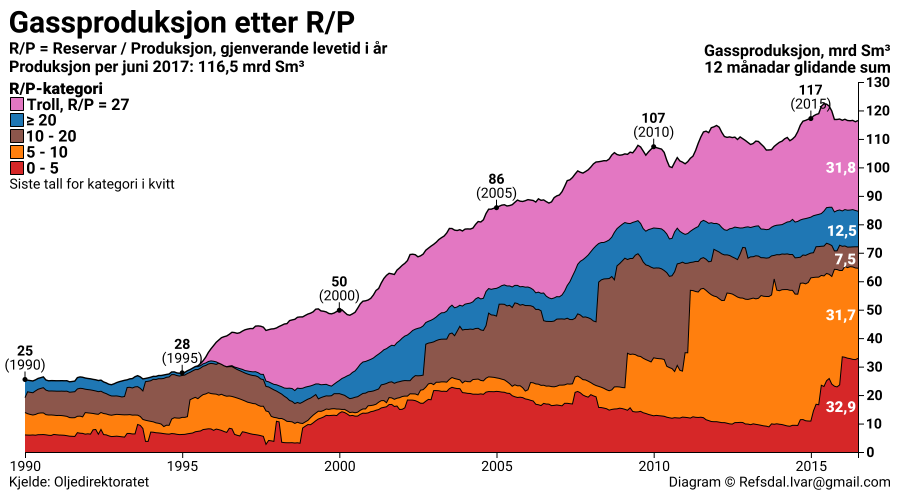 Gassproduksjon etter R/P
R/P = Reservar / Produksjon, gjenverande levetid i år
Produksjon per juni 2017: 116,5 mrd Sm³
Gassproduksjon, mrd Sm³
12 månadar glidande sum
R/P-kategori
Troll, R/P = 27
≥ 20
10 - 20
5 - 10
0 - 5
Siste tall for kategori i kvitt
25
(1990)
28
(1995)
50
(2000)
86
(2005)
107
(2010)
117
(2015)
31,8
12,5
7,5
31,7
32,9
130
120
110
100
90
80
70
60
50
40
30
20
10
0
1990 1995 2000 2005 2010 2015
Kjelde: Oljedirektoratet
Diagram © Refsdal.Ivar@gmail.com